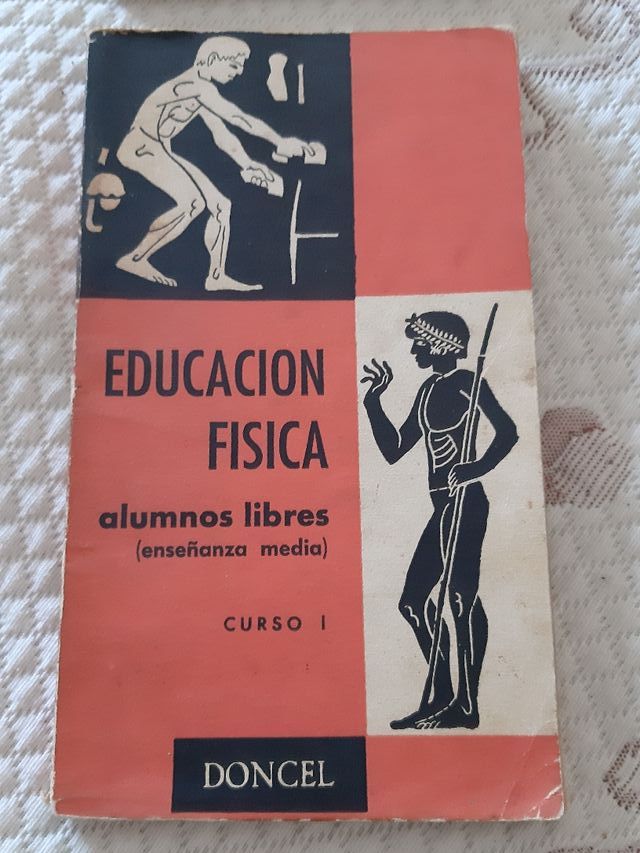 EDUCACION
FISICA
alumnos libres
(enseñanza media)
CURSO I
DONCEL